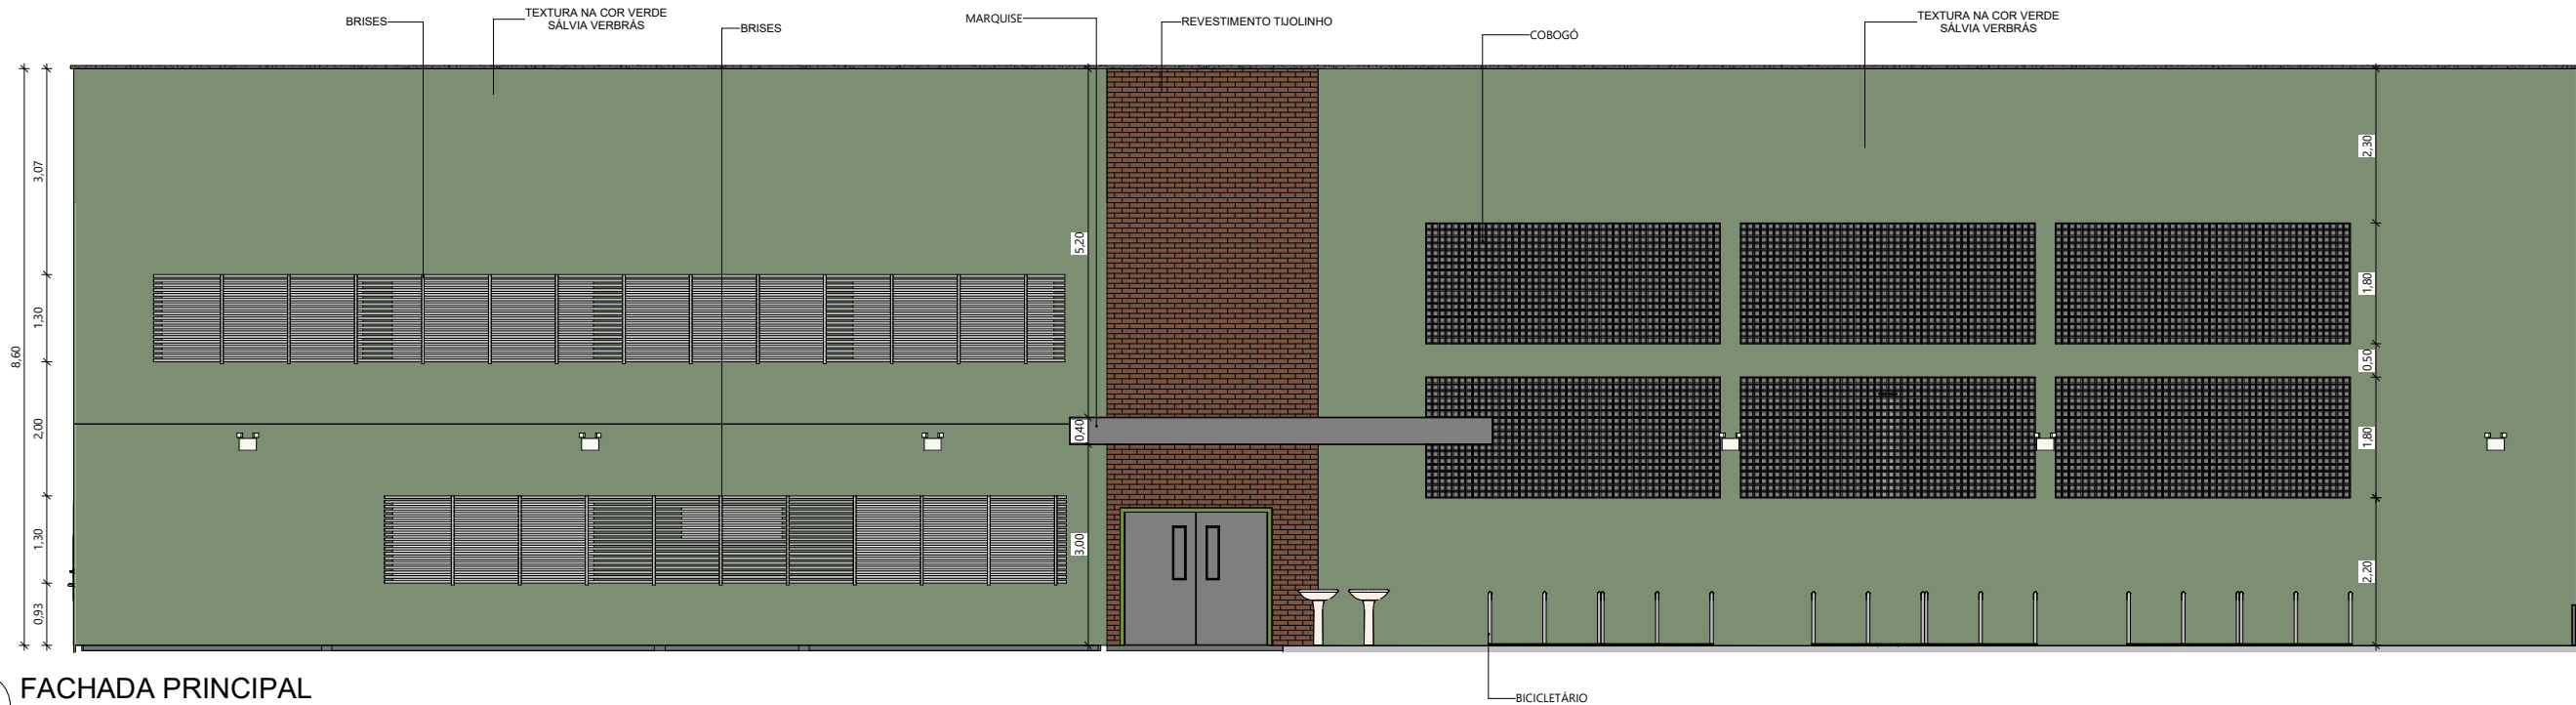 BRISES
TEXTURA NA COR VERDE
SÁLVIA VERBRÁS
BRISES
MARQUISE
REVESTIMENTO TIJOLINHO
COBOGÓ
TEXTURA NA COR VERDE
SÁLVIA VERBRÁS
8,60
3,07
1,30
2,00
1,30
0,93
5,20
0,40
3,00
2,30
1,80
0,50
1,80
2,20
FACHADA PRINCIPAL
BICICLETÁRIO